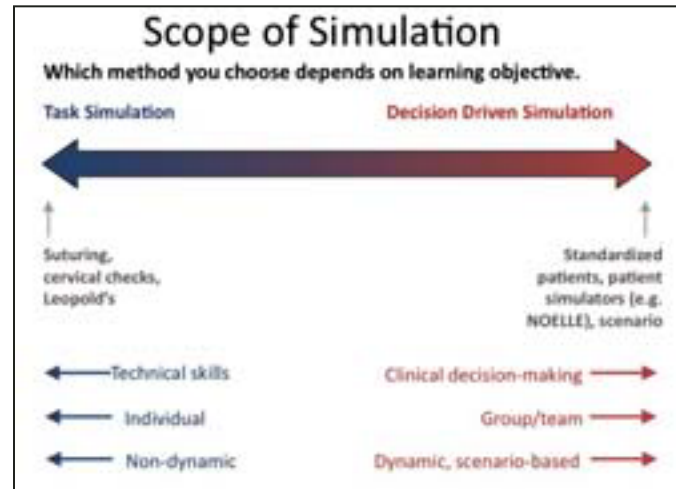 Scope of Simulation
Which method you choose depends on learning objective.
Task Simulation
Decision Driven Simulation
Suturing,
cervical checks,
Leopold's
Standardized
patients, patient
simulators (e.g.
NOELLE), scenario
Technical skills
Clinical decision-making
Individual
Group/team
Non-dynamic
Dynamic, scenario-based